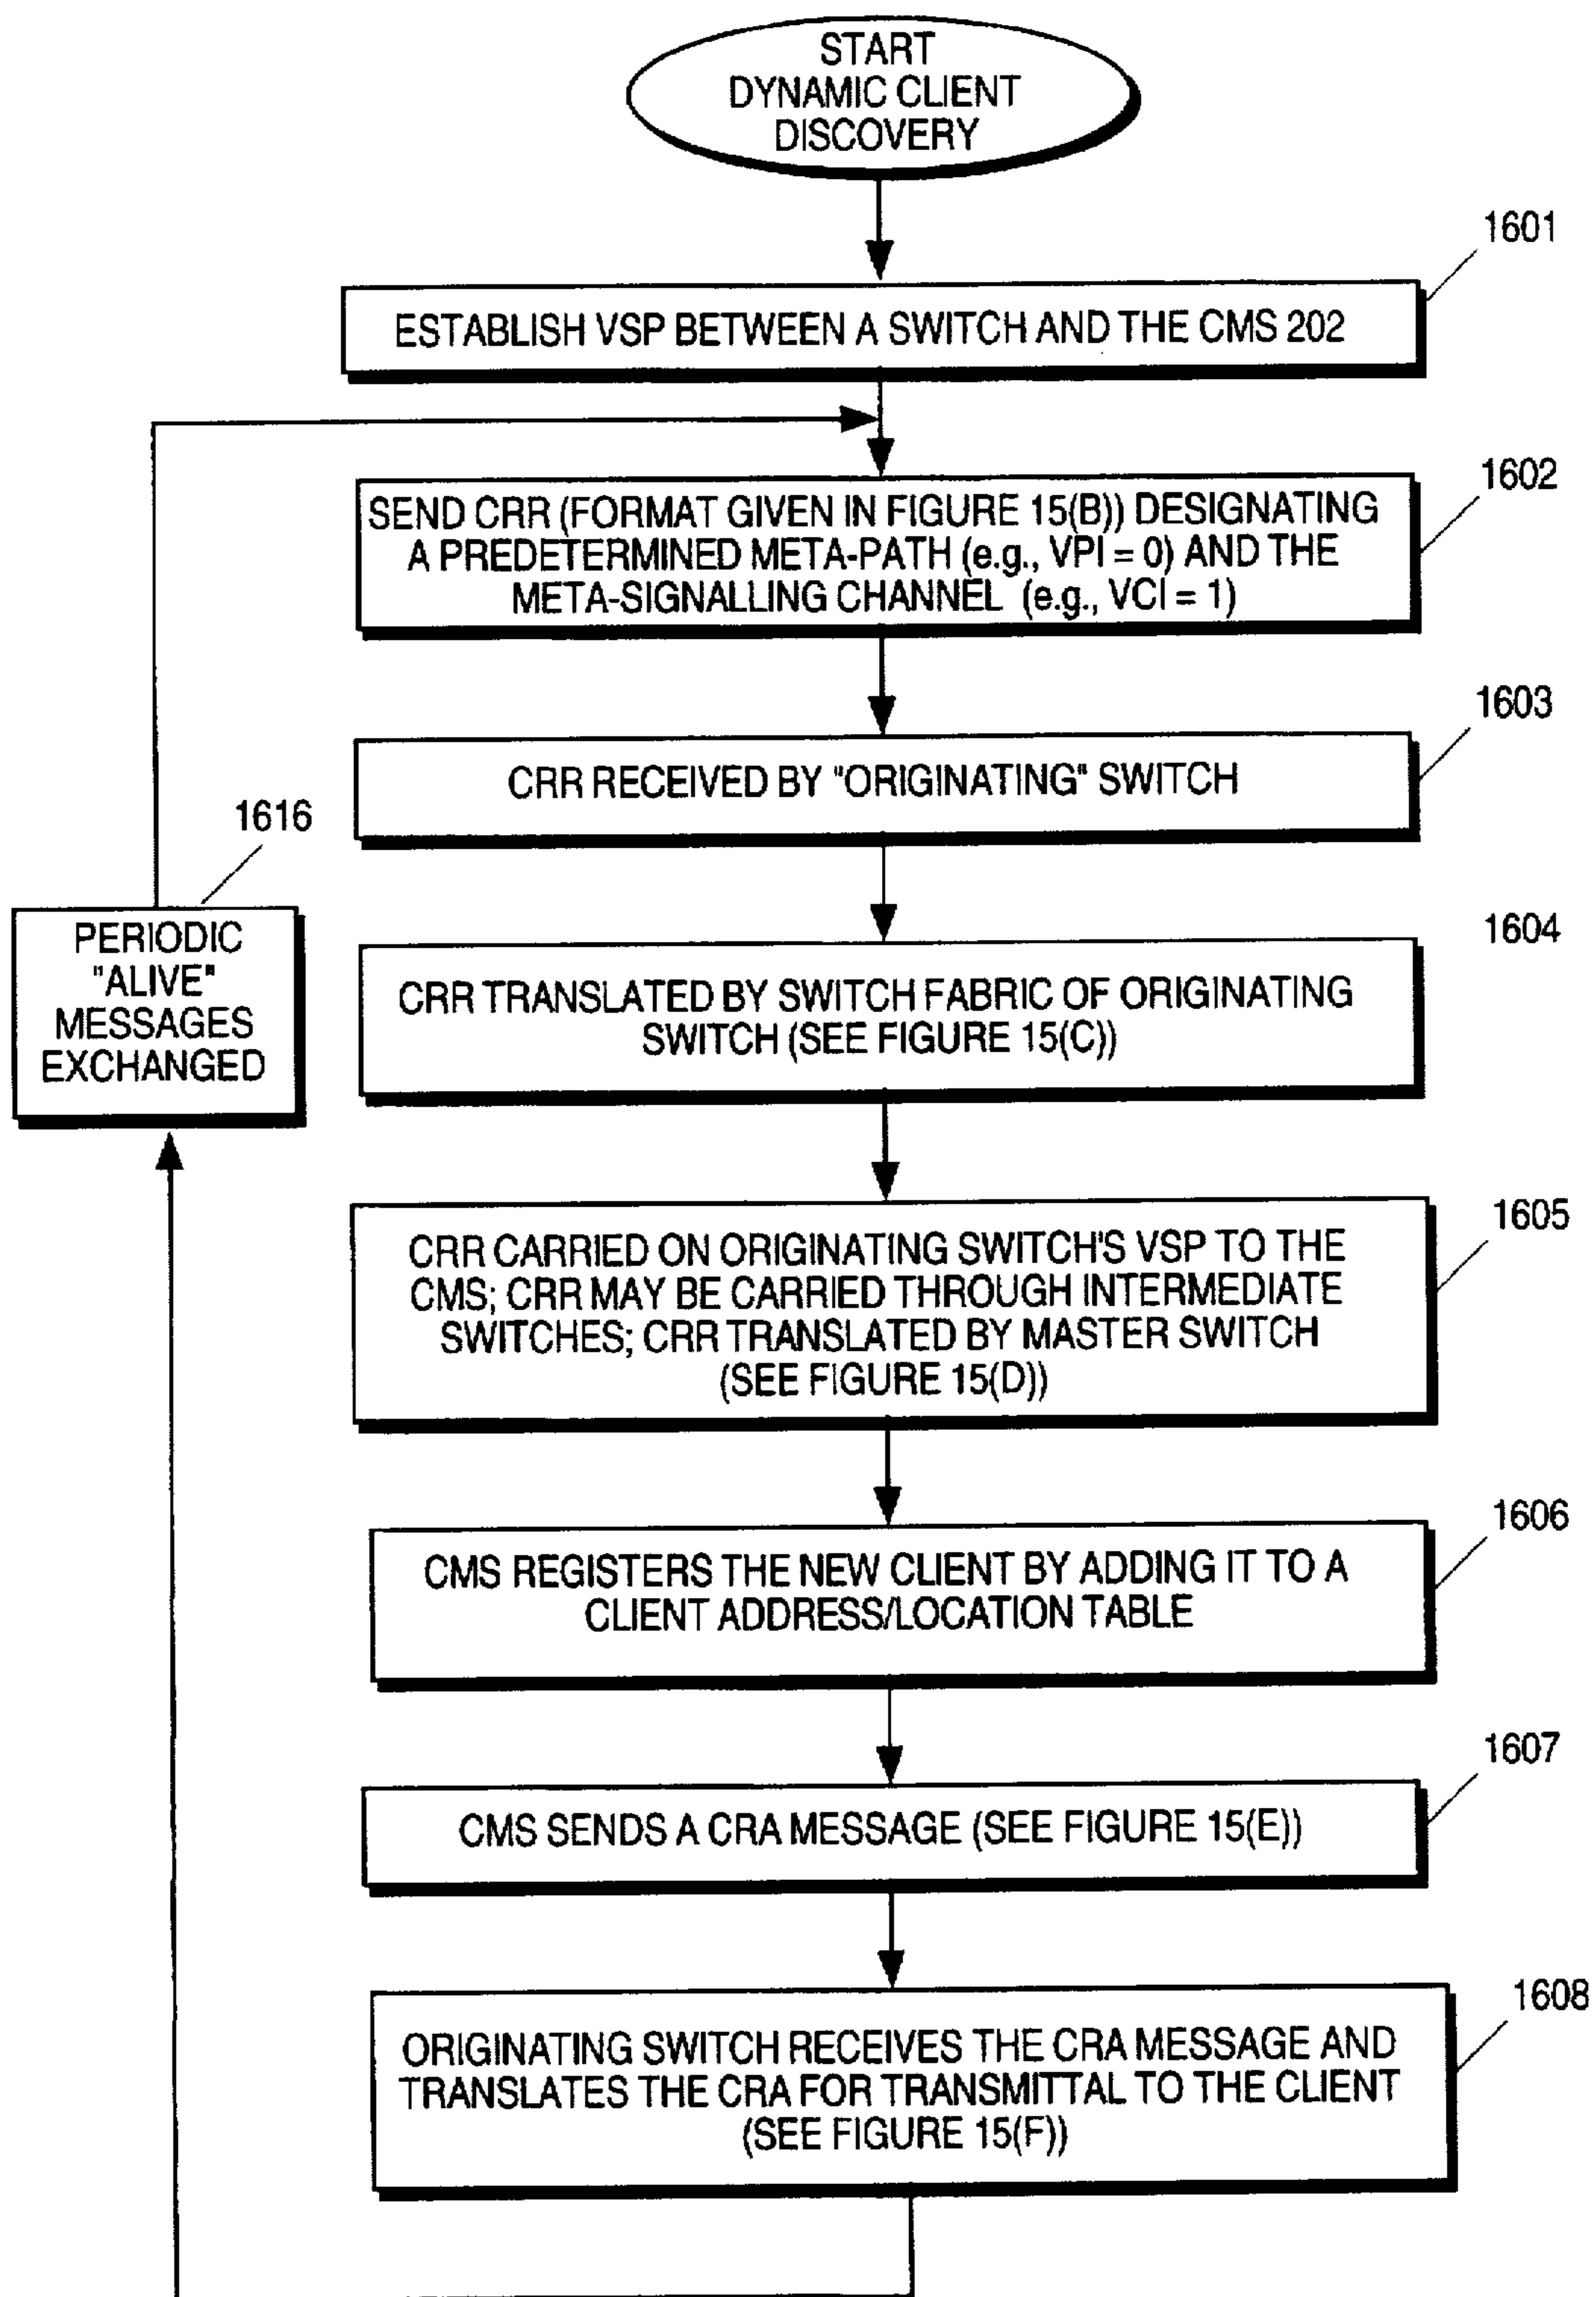 START
DYNAMIC CLIENT
DISCOVERY
1601
ESTABLISH VSP BETWEEN A SWITCH AND THE CMS 202
1602
SEND CRR (FORMAT GIVEN IN FIGURE 15(B)) DESIGNATING
A PREDETERMINED META-PATH (e.g., VPI = 0) AND THE
META-SIGNALLING CHANNEL (e.g., VCI = 1)
1603
CRR RECEIVED BY "ORIGINATING" SWITCH
1616
PERIODIC
"ALIVE"
MESSAGES
EXCHANGED
1604
CRR TRANSLATED BY SWITCH FABRIC OF ORIGINATING
SWITCH (SEE FIGURE 15(C))
1605
CRR CARRIED ON ORIGINATING SWITCH'S VSP TO THE
CMS; CRR MAY BE CARRIED THROUGH INTERMEDIATE
SWITCHES; CRR TRANSLATED BY MASTER SWITCH
(SEE FIGURE 15(D))
1606
CMS REGISTERS THE NEW CLIENT BY ADDING IT TO A
CLIENT ADDRESS/LOCATION TABLE
1607
CMS SENDS A CRA MESSAGE (SEE FIGURE 15(E))
1608
ORIGINATING SWITCH RECEIVES THE CRA MESSAGE AND
TRANSLATES THE CRA FOR TRANSMITTAL TO THE CLIENT
(SEE FIGURE 15(F))